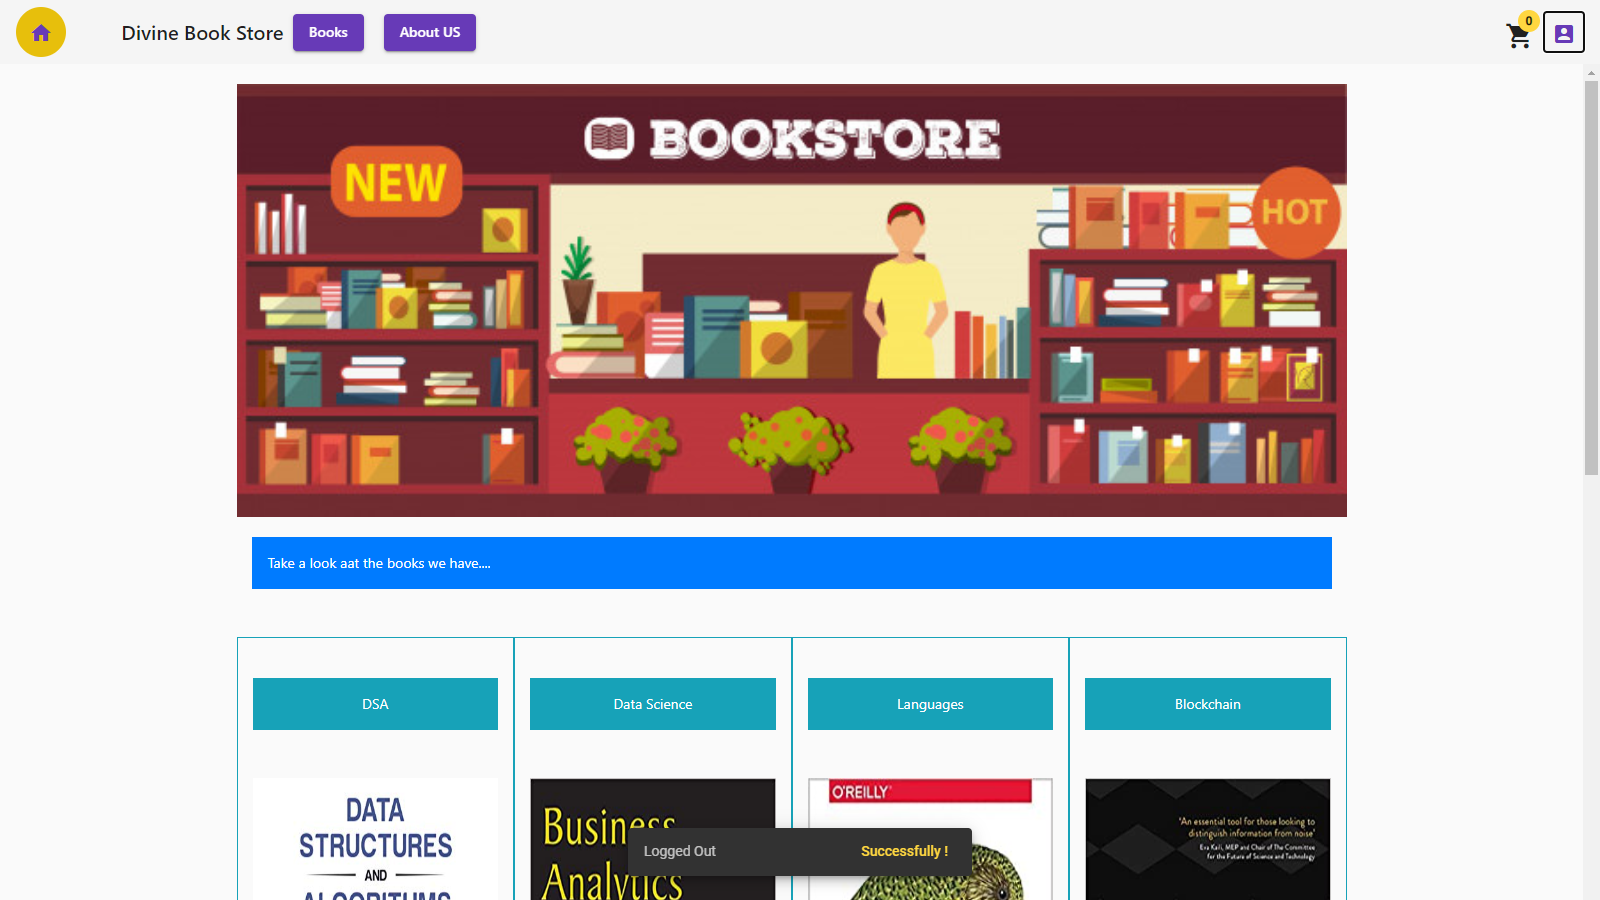 Divine Book Store
Books
About US
0
BOOKSTORE
NEW
HOT
Take a look aat the books we have....
DSA
Data Science
Languages
Blockchain
DATA
STRUCTURES
AND
ALGORITHMS
Business
Analytics
O'REILLY
'An essential tool for those looking to
distinguish information from noise'
Eva Kaili, MEP and Chair of The Committee
for the Future of Science and Technology
Logged Out
Successfully !